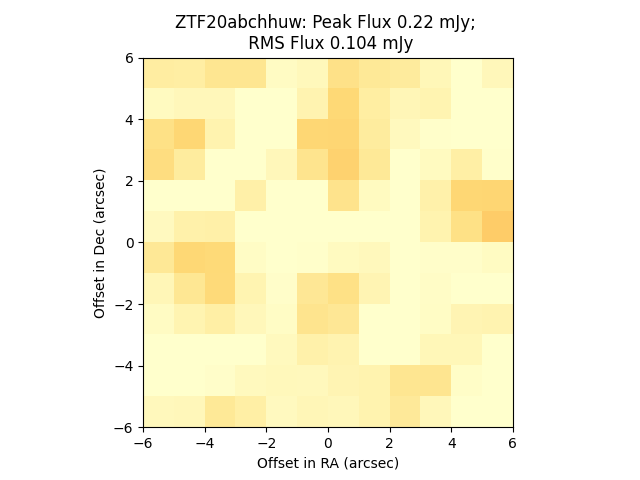 ZTF20abchhuw: Peak Flux 0.22 mJy;
RMS Flux 0.104 mJy
6
4
2
0
−2
−4
−6
Offset in Dec (arcsec)
−6 −4 −2 0 2 4 6
Offset in RA (arcsec)